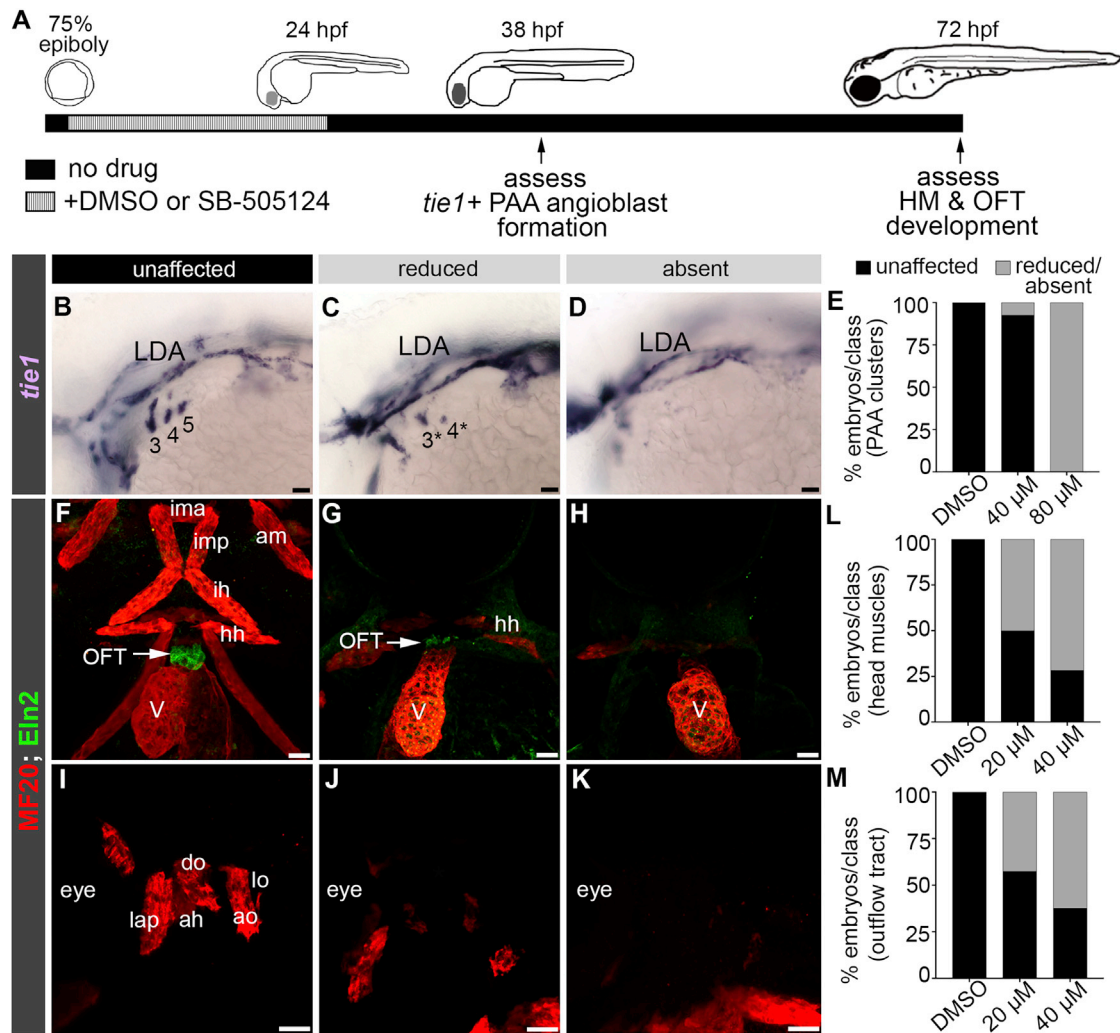 A
75%
epiboly
24 hpf
38 hpf
72 hpf
no drug
+DMSO or SB-505124
assess
tie1+ PAA angioblast
formation
assess
HM & OFT
development
unaffected
reduced
absent
unaffected
reduced/
absent
tie1
B
LDA
3
4
5
C
LDA
3*
4*
D
LDA
E
% embryos/class
(PAA clusters)
100
75
50
25
0
DMSO
40 µM
80 µM
MF20; Eln2
F
ima
imp
am
ih
hh
OFT
V
G
hh
OFT
V
H
V
L
% embryos/class
(head muscles)
100
75
50
25
0
DMSO
20 µM
40 µM
I
eye
do
lo
lap
ah
ao
J
eye
K
eye
M
% embryos/class
(outflow tract)
100
75
50
25
0
DMSO
20 µM
40 µM